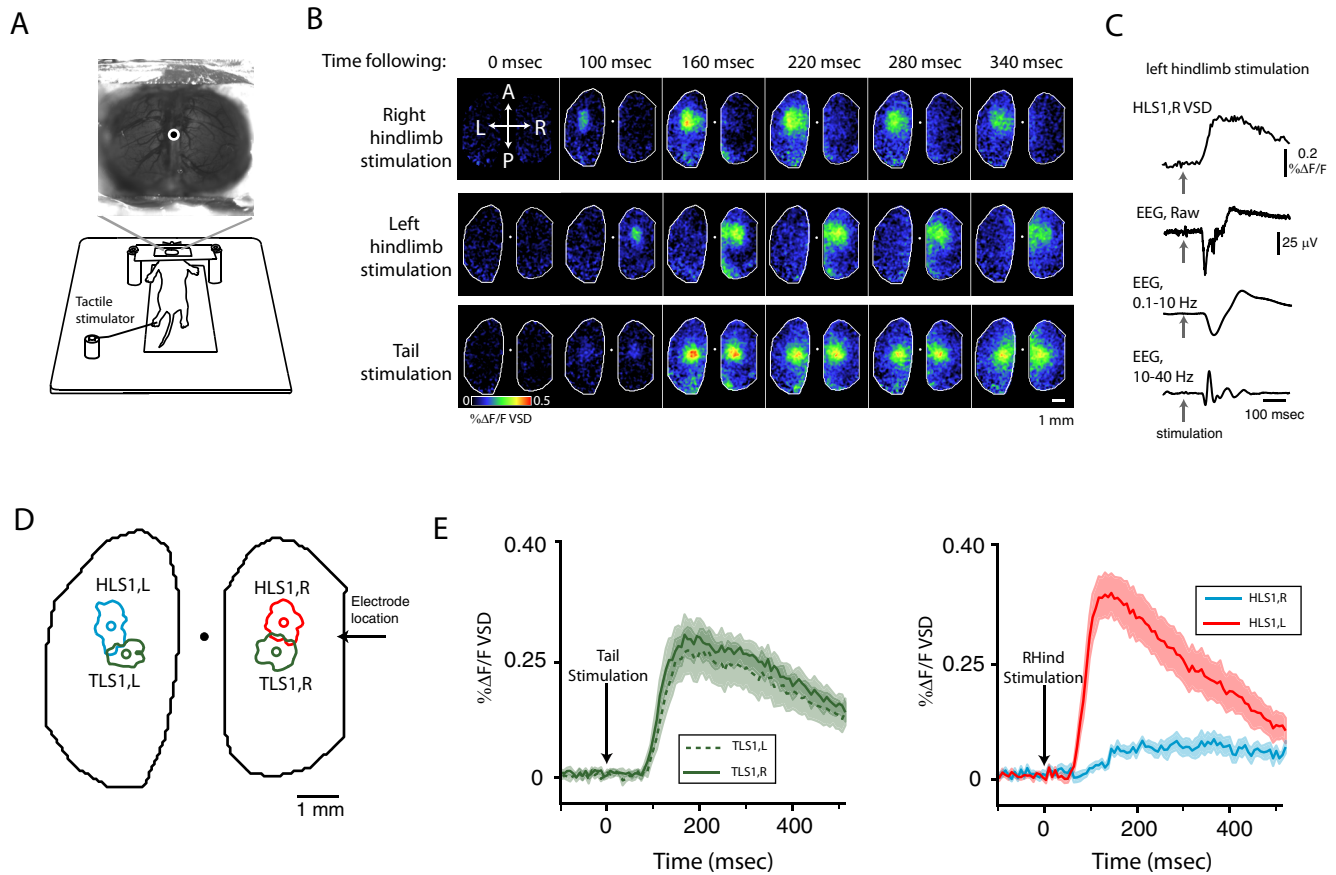 A
Tactile
stimulator
B
Time following:
0 msec
100 msec
160 msec
220 msec
280 msec
340 msec
Right
hindlimb
stimulation
A
L
R
P
Left
hindlimb
stimulation
Tail
stimulation
0
0.5
%ΔF/F VSD
1 mm
C
left hindlimb stimulation
HLS1,R VSD
0.2
%ΔF/F
EEG, Raw
25 μV
EEG,
0.1-10 Hz
EEG,
10-40 Hz
100 msec
stimulation
D
HLS1,L
HLS1,R
TLS1,L
TLS1,R
Electrode
location
1 mm
E
0.40
0.25
0
%ΔF/F VSD
Tail
Stimulation
TLS1,L
TLS1,R
0
200
400
Time (msec)
0.40
0.25
0
%ΔF/F VSD
RHind
Stimulation
HLS1,R
HLS1,L
0
200
400
Time (msec)